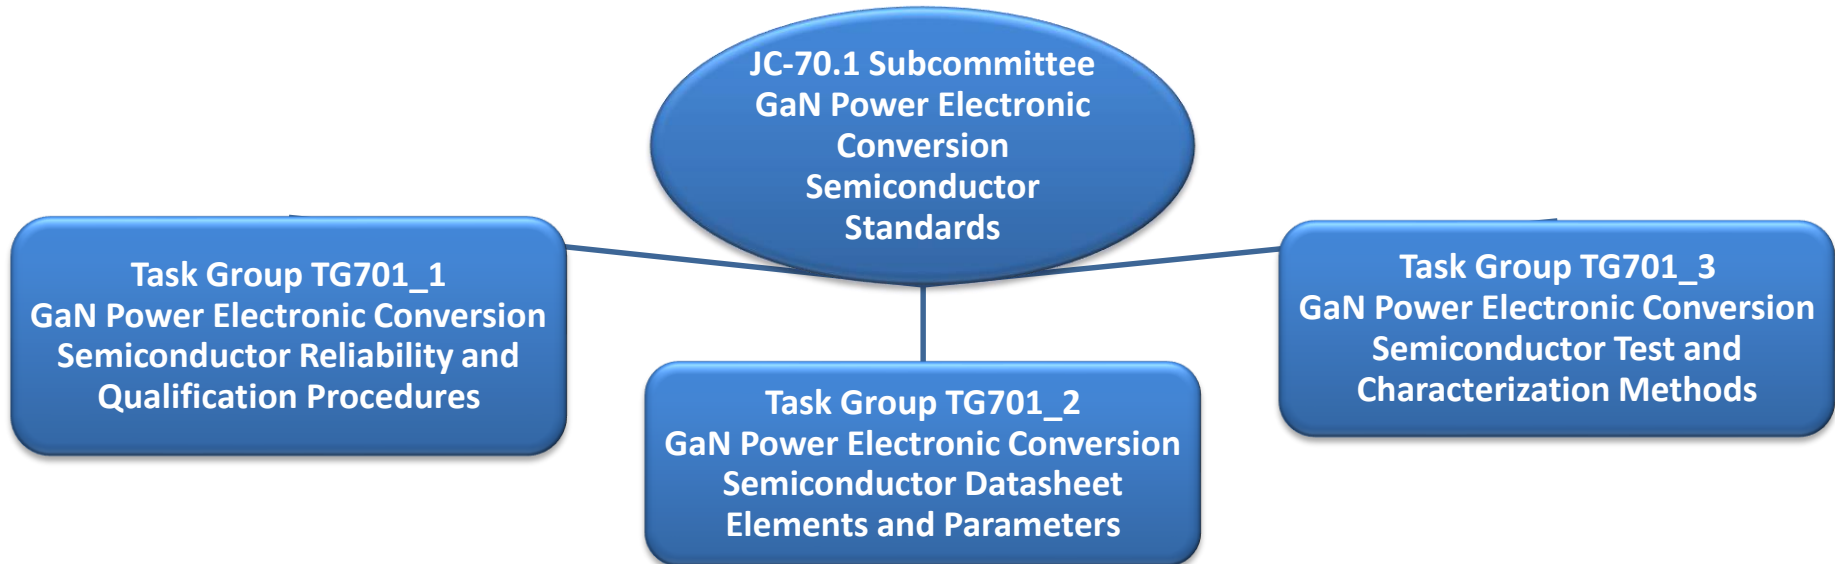 JC-70.1 Subcommittee
GaN Power Electronic
Conversion
Semiconductor
Standards
Task Group TG701_1
GaN Power Electronic Conversion
Semiconductor Reliability and
Qualification Procedures
Task Group TG701_2
GaN Power Electronic Conversion
Semiconductor Datasheet
Elements and Parameters
Task Group TG701_3
GaN Power Electronic Conversion
Semiconductor Test and
Characterization Methods